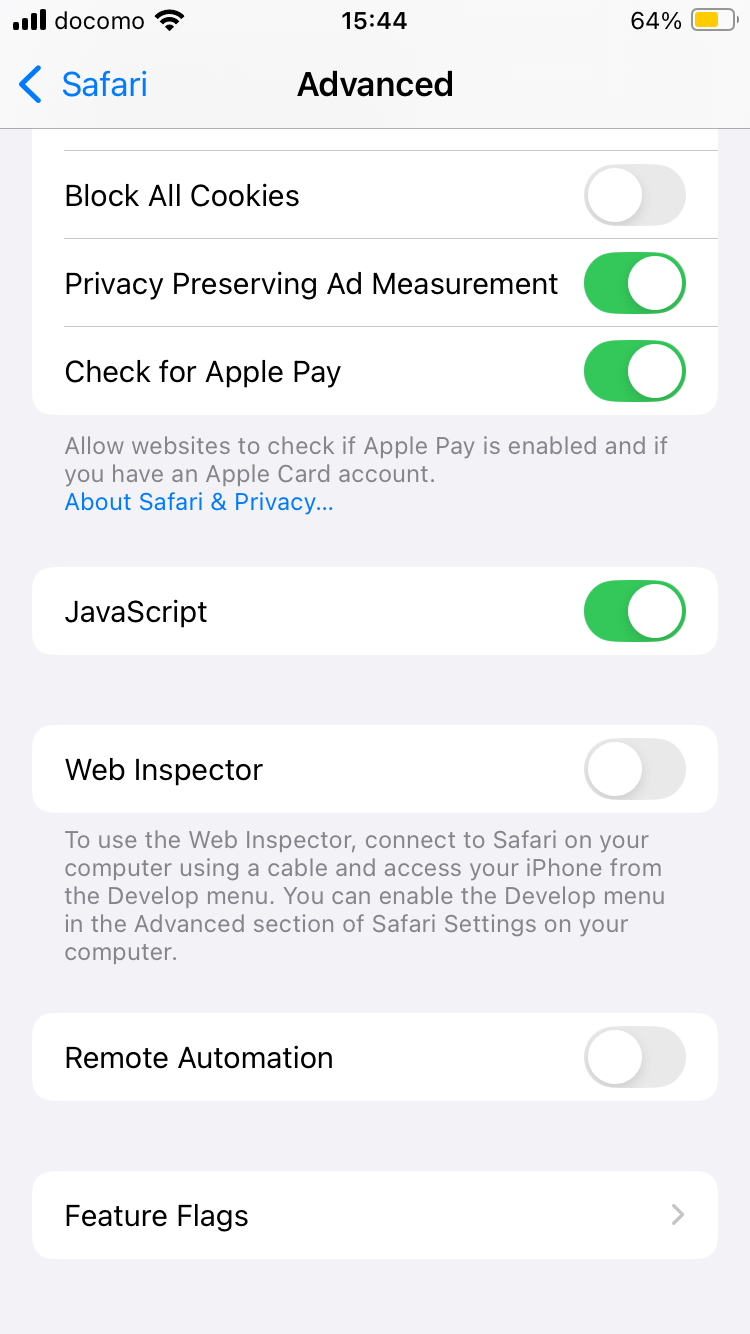 docomo 15:44 64%
Safari Advanced
Block All Cookies
Privacy Preserving Ad Measurement
Check for Apple Pay
Allow websites to check if Apple Pay is enabled and if
you have an Apple Card account.
About Safari & Privacy...
JavaScript
Web Inspector
To use the Web Inspector, connect to Safari on your
computer using a cable and access your iPhone from
the Develop menu. You can enable the Develop menu
in the Advanced section of Safari Settings on your
computer.
Remote Automation
Feature Flags